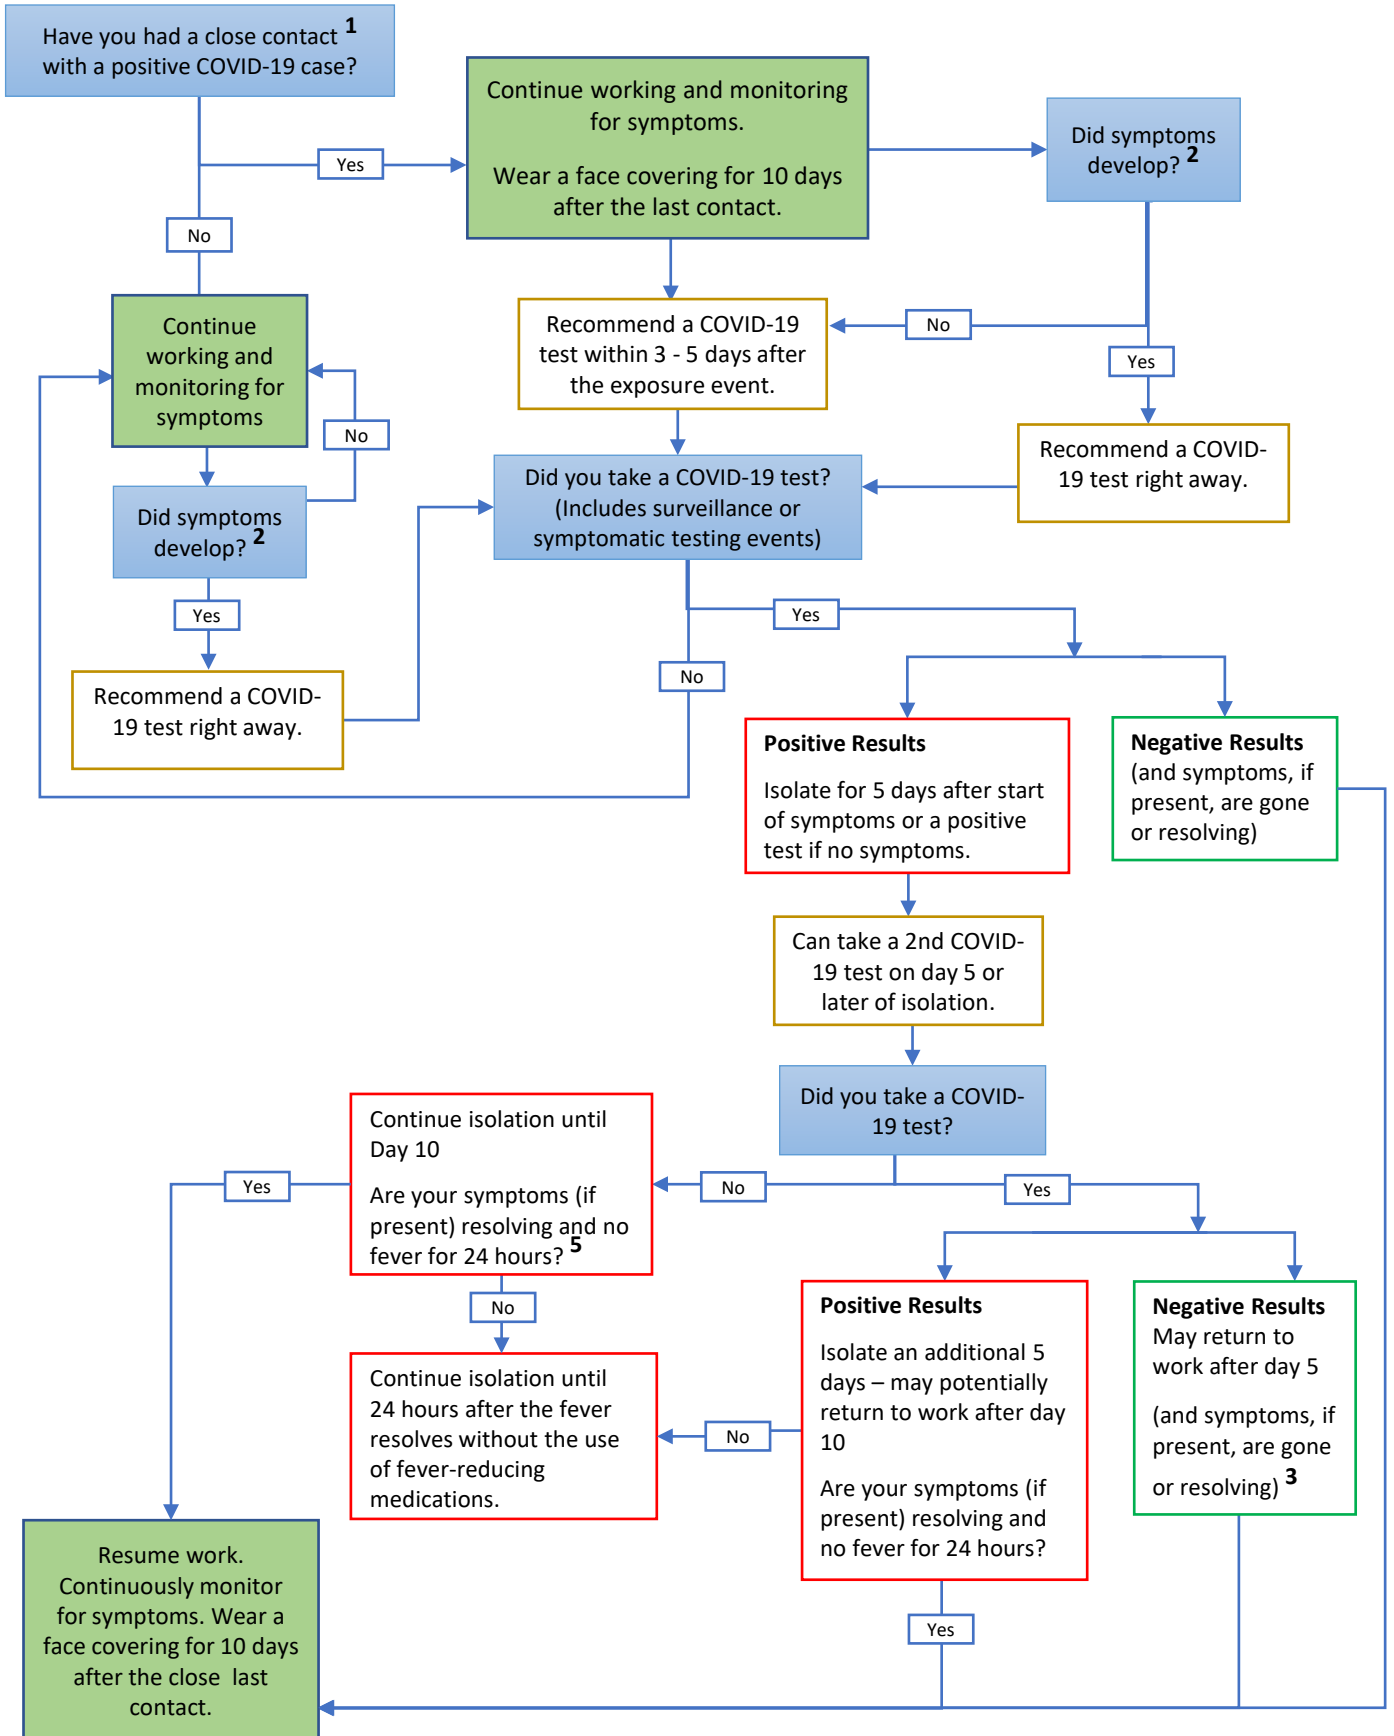 Have you had a close contact 1
with a positive COVID-19 case?
Yes
No
Continue working and monitoring
for symptoms.
Wear a face covering for 10 days
after the last contact.
Did symptoms
develop? 2
No
Yes
Recommend a COVID-19
test within 3 - 5 days after
the exposure event.
Recommend a COVID-
19 test right away.
Continue
working and
monitoring for
symptoms
No
Did symptoms
develop? 2
Yes
Recommend a COVID-
19 test right away.
Did you take a COVID-19 test?
(Includes surveillance or
symptomatic testing events)
Yes
No
Positive Results
Isolate for 5 days after start
of symptoms or a positive
test if no symptoms.
Negative Results
(and symptoms, if
present, are gone
or resolving)
Can take a 2nd COVID-
19 test on day 5 or
later of isolation.
Did you take a COVID-
19 test?
No
Yes
Continue isolation until
Day 10
Are your symptoms (if
present) resolving and no
fever for 24 hours? 5
Yes
No
Continue isolation until
24 hours after the fever
resolves without the use
of fever-reducing
medications.
Positive Results
Isolate an additional 5
days – may potentially
return to work after day
10
Are your symptoms (if
present) resolving and
no fever for 24 hours?
No
Yes
Negative Results
May return to
work after day 5
(and symptoms, if
present, are gone
or resolving) 3
Resume work.
Continuously monitor
for symptoms. Wear a
face covering for 10 days
after the close last
contact.